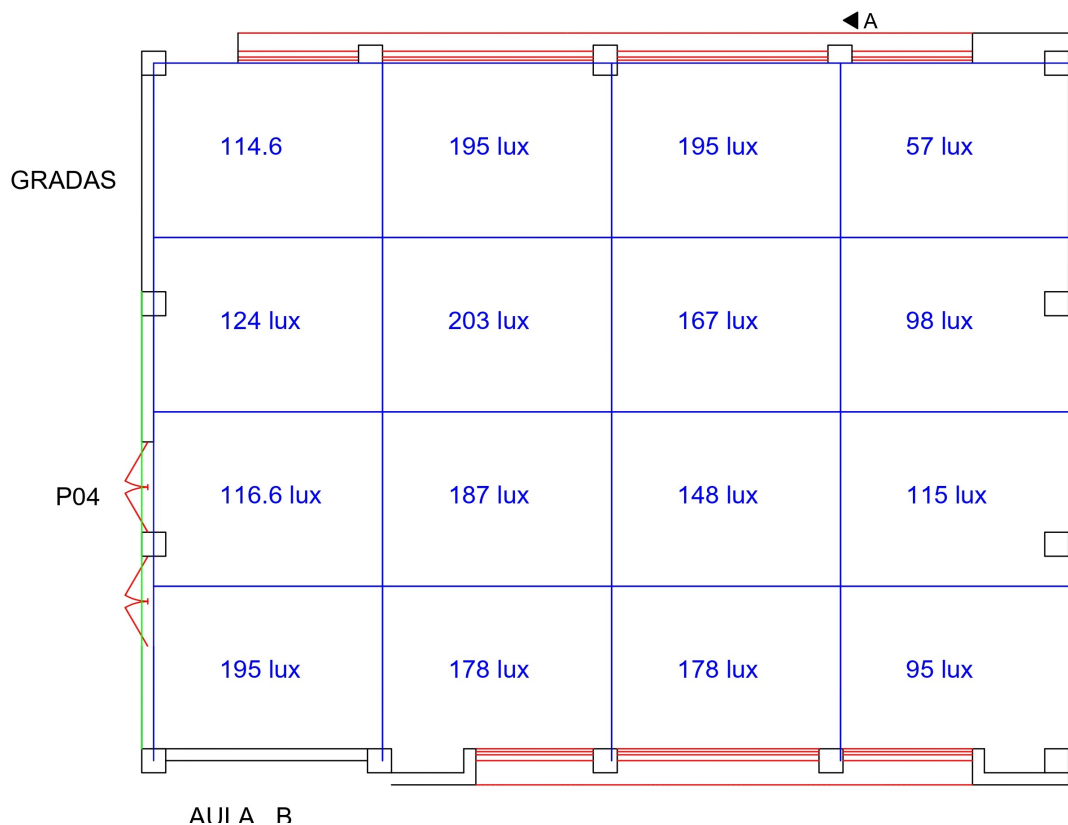 A
114.6
195 lux
195 lux
57 lux
GRADAS
124 lux
203 lux
167 lux
98 lux
P04
116.6 lux
187 lux
148 lux
115 lux
195 lux
178 lux
178 lux
95 lux
AULA B